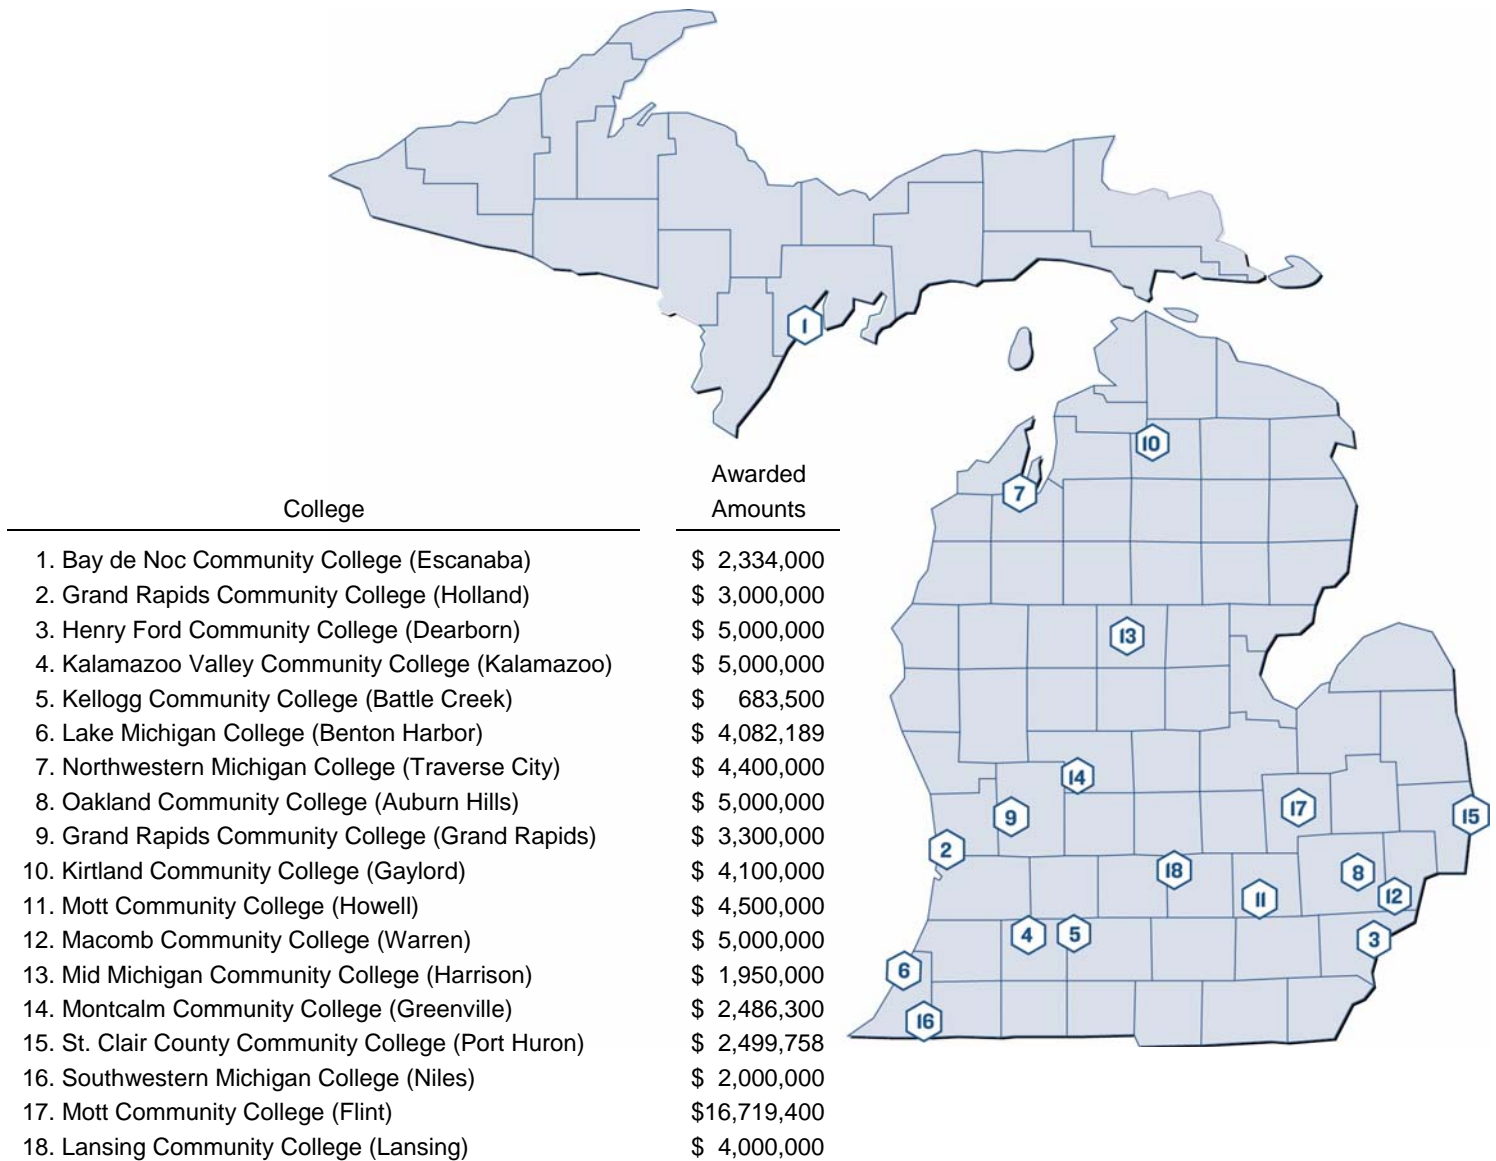 1
10
7
13
14
9
17
15
2
18
8
11
12
4
5
3
6
16
College Awarded Amounts
1. Bay de Noc Community College (Escanaba) $ 2,334,000
2. Grand Rapids Community College (Holland) $ 3,000,000
3. Henry Ford Community College (Dearborn) $ 5,000,000
4. Kalamazoo Valley Community College (Kalamazoo) $ 5,000,000
5. Kellogg Community College (Battle Creek) $ 683,500
6. Lake Michigan College (Benton Harbor) $ 4,082,189
7. Northwestern Michigan College (Traverse City) $ 4,400,000
8. Oakland Community College (Auburn Hills) $ 5,000,000
9. Grand Rapids Community College (Grand Rapids) $ 3,300,000
10. Kirtland Community College (Gaylord) $ 4,100,000
11. Mott Community College (Howell) $ 4,500,000
12. Macomb Community College (Warren) $ 5,000,000
13. Mid Michigan Community College (Harrison) $ 1,950,000
14. Montcalm Community College (Greenville) $ 2,486,300
15. St. Clair County Community College (Port Huron) $ 2,499,758
16. Southwestern Michigan College (Niles) $ 2,000,000
17. Mott Community College (Flint) $16,719,400
18. Lansing Community College (Lansing) $ 4,000,000